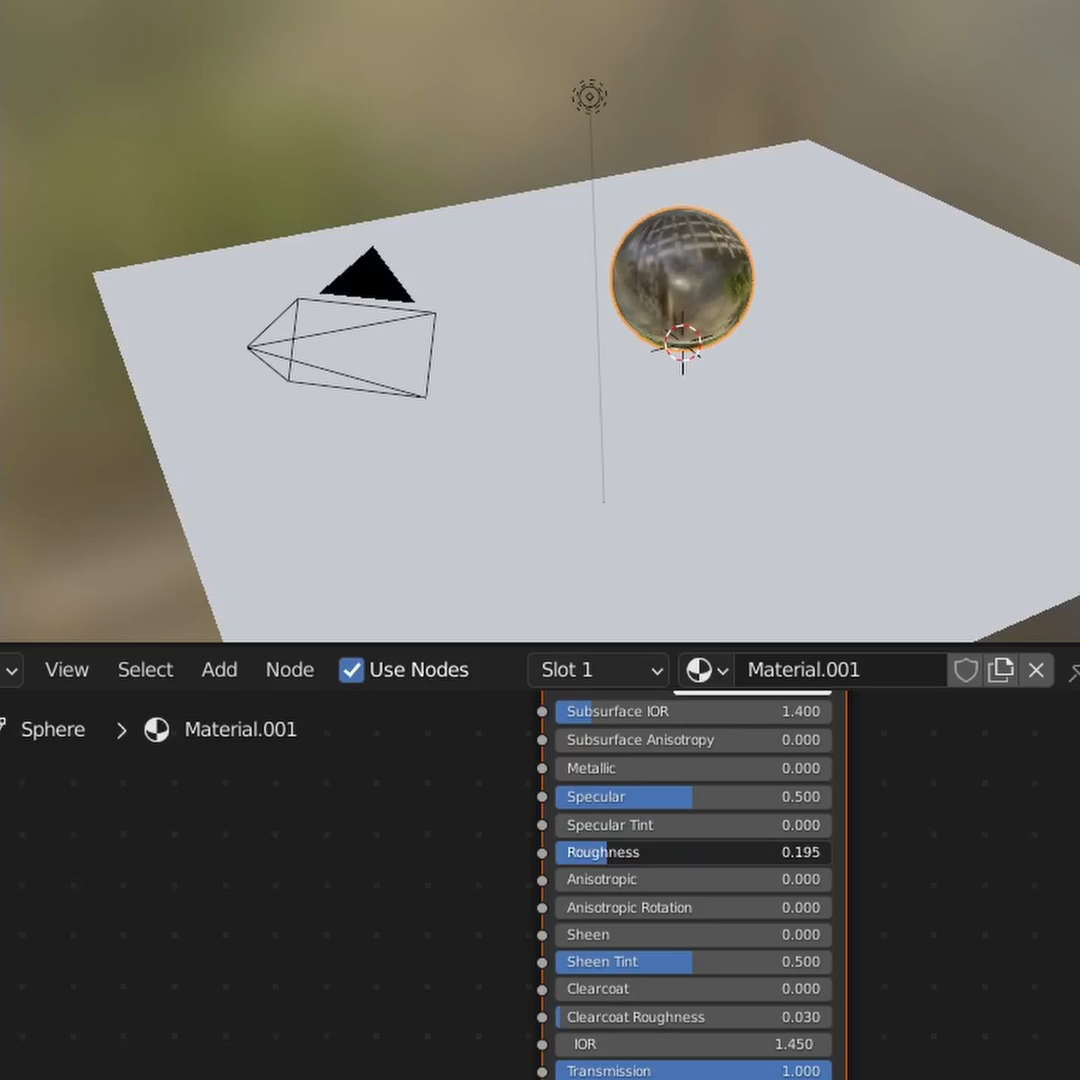 View Select Add Node Use Nodes Slot 1 Material.001
Sphere > Material.001
Subsurface IOR 1.400
Subsurface Anisotropy 0.000
Metallic 0.000
Specular 0.500
Specular Tint 0.000
Roughness 0.195
Anisotropic 0.000
Anisotropic Rotation 0.000
Sheen 0.000
Sheen Tint 0.500
Clearcoat 0.000
Clearcoat Roughness 0.030
IOR 1.450
Transmission 1.000